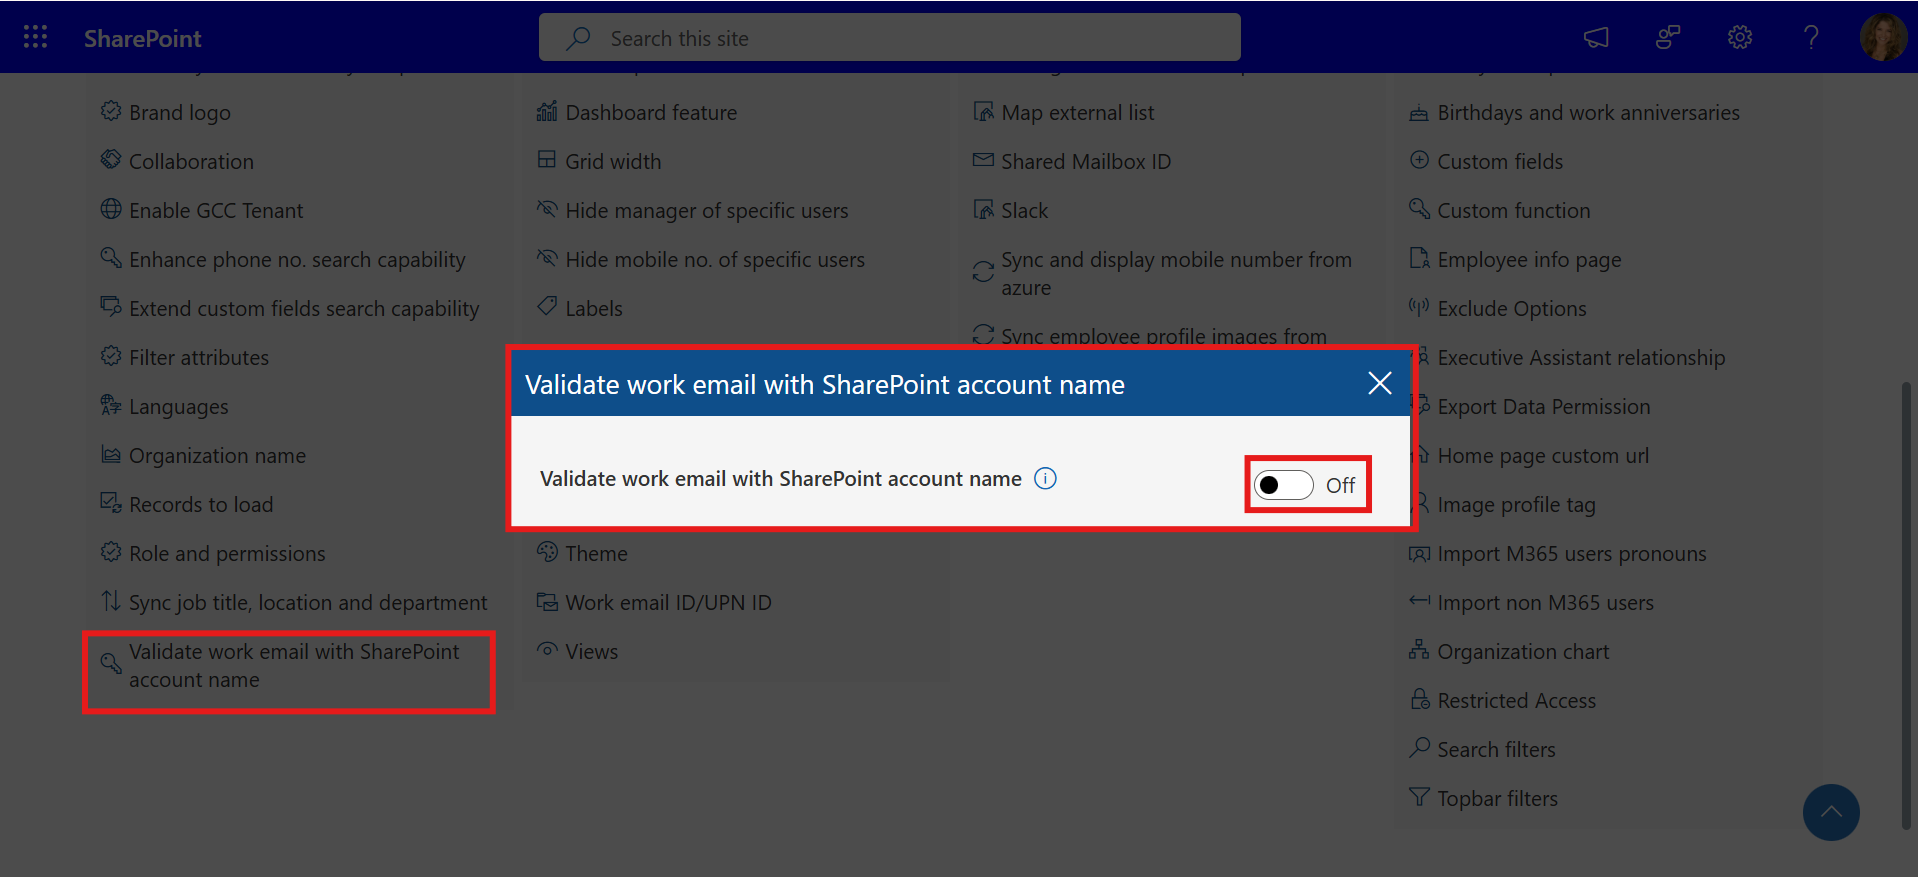 SharePoint
Search this site
Brand logo
Collaboration
Enable GCC Tenant
Enhance phone no. search capability
Extend custom fields search capability
Filter attributes
Languages
Organization name
Records to load
Role and permissions
Sync job title, location and department
Validate work email with SharePoint
account name
Dashboard feature
Grid width
Hide manager of specific users
Hide mobile no. of specific users
Labels
Theme
Work email ID/UPN ID
Views
Map external list
Shared Mailbox ID
Slack
Sync and display mobile number from
azure
Sync employee profile images from
Validate work email with SharePoint account name
Validate work email with SharePoint account name
Off
Birthdays and work anniversaries
Custom fields
Custom function
Employee info page
Exclude Options
Executive Assistant relationship
Export Data Permission
Home page custom url
Image profile tag
Import M365 users pronouns
Import non M365 users
Organization chart
Restricted Access
Search filters
Topbar filters